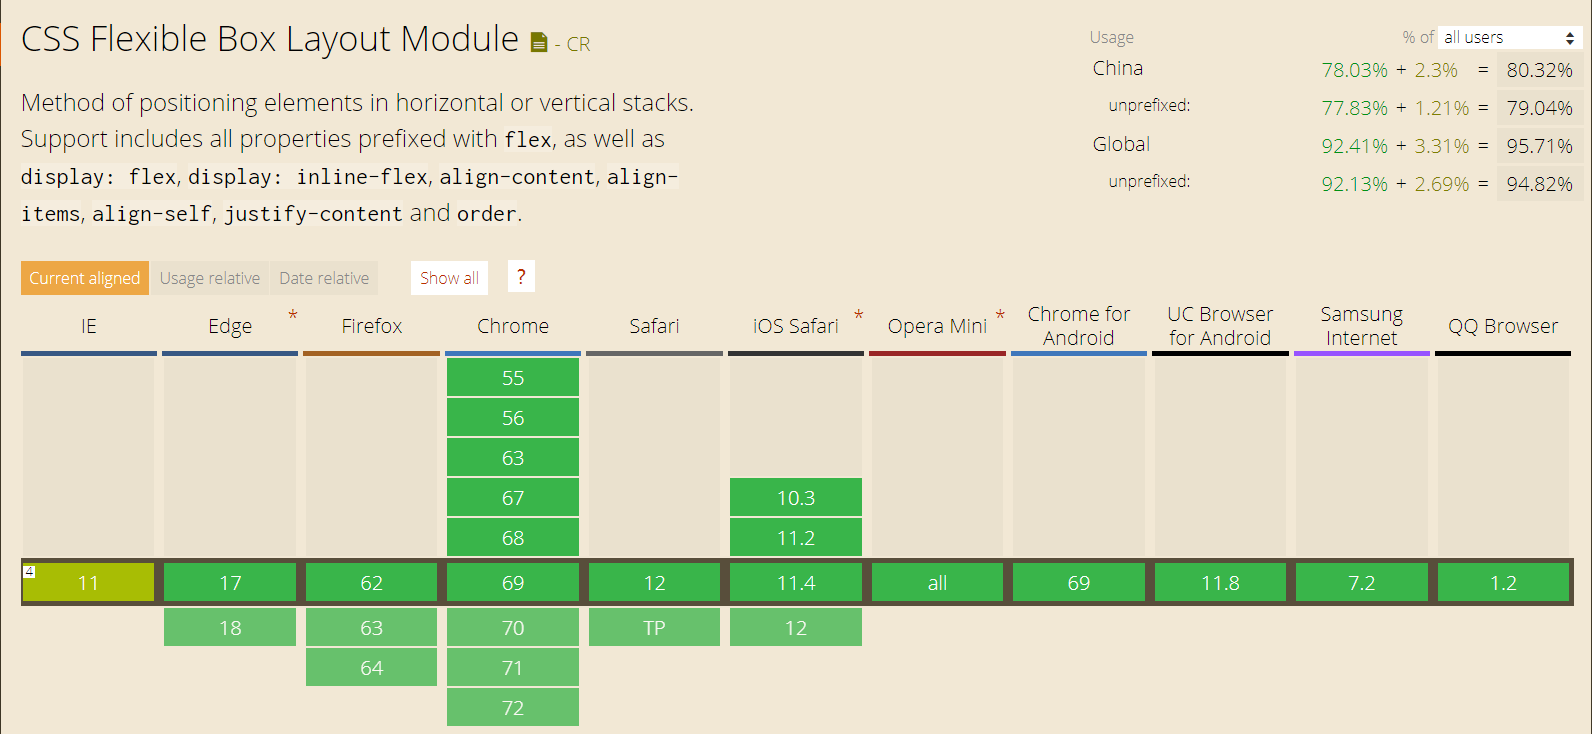 CSS Flexible Box Layout Module - CR
Usage % of all users
China 78.03% + 2.3% = 80.32%
unprefixed: 77.83% + 1.21% = 79.04%
Global 92.41% + 3.31% = 95.71%
unprefixed: 92.13% + 2.69% = 94.82%
Method of positioning elements in horizontal or vertical stacks.
Support includes all properties prefixed with flex, as well as
display: flex, display: inline-flex, align-content, align-
items, align-self, justify-content and order.
Current aligned Usage relative Date relative Show all ?
IE Edge * Firefox Chrome Safari iOS Safari * Opera Mini * Chrome for Android UC Browser for Android Samsung Internet QQ Browser
55
56
63
67 10.3
68 11.2
4 11 17 62 69 12 11.4 all 69 11.8 7.2 1.2
18 63 70 TP 12
64 71
72